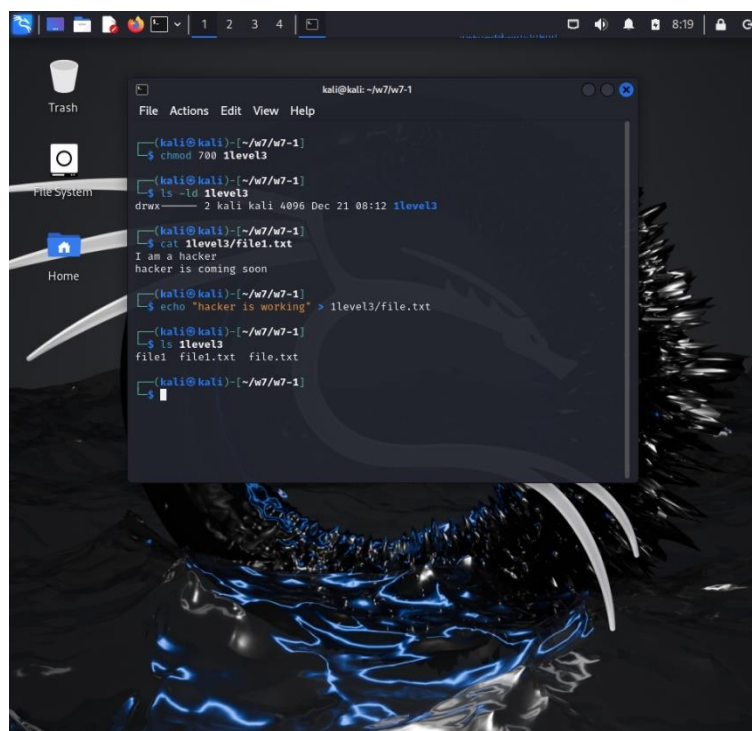 1 2 3 4
8:19
Trash
File System
Home
kali@kali: ~/w7/w7-1
File Actions Edit View Help
(kali㉿kali)-[~/w7/w7-1]
$ chmod 700 1level3
(kali㉿kali)-[~/w7/w7-1]
$ ls -ld 1level3
drwx------ 2 kali kali 4096 Dec 21 08:12 1level3
(kali㉿kali)-[~/w7/w7-1]
$ cat 1level3/file1.txt
I am a hacker
hacker is coming soon
(kali㉿kali)-[~/w7/w7-1]
$ echo "hacker is working" > 1level3/file.txt
(kali㉿kali)-[~/w7/w7-1]
$ ls 1level3
file1 file1.txt file.txt
(kali㉿kali)-[~/w7/w7-1]
$